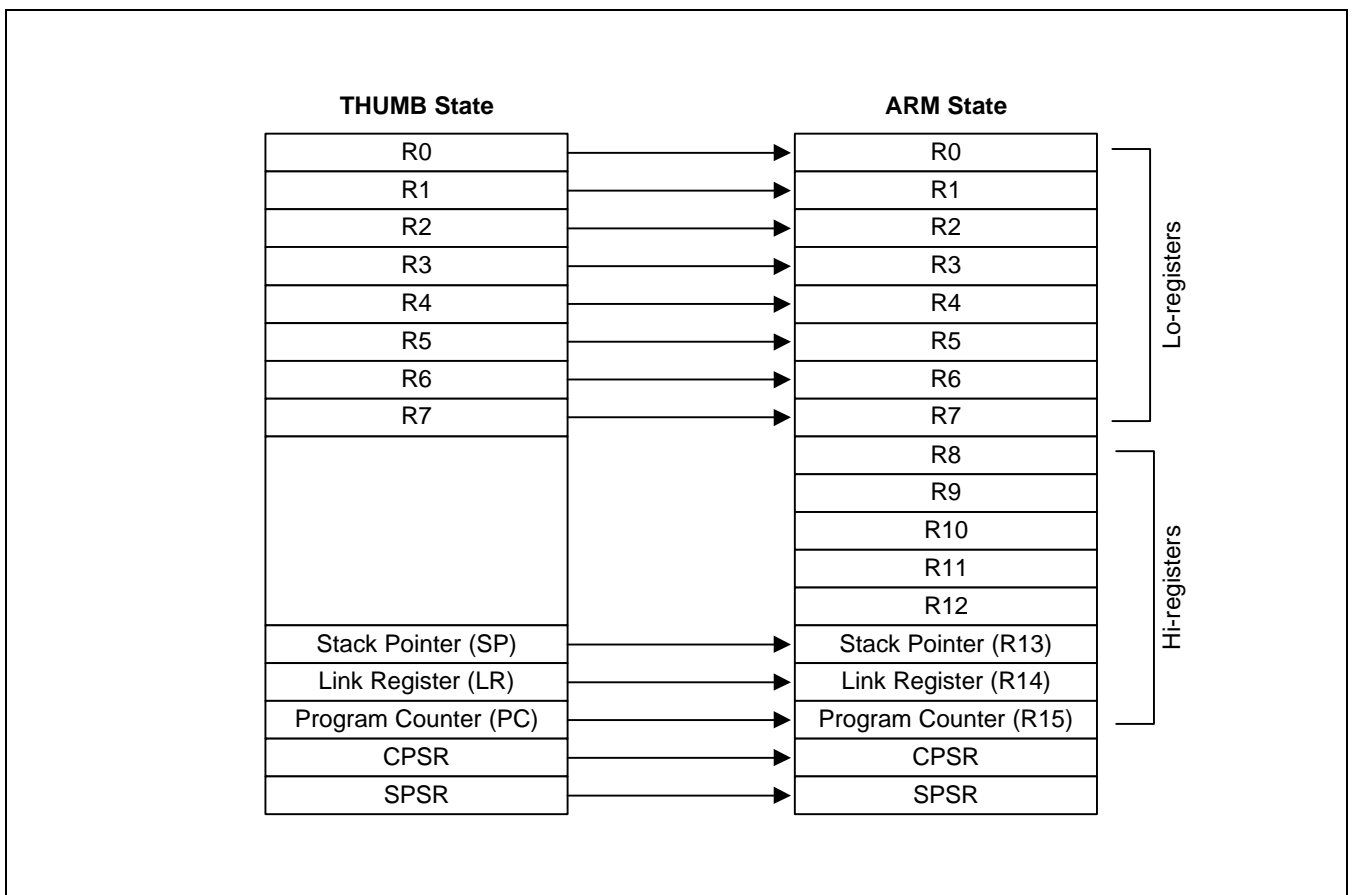 THUMB State
R0
R1
R2
R3
R4
R5
R6
R7
Stack Pointer (SP)
Link Register (LR)
Program Counter (PC)
CPSR
SPSR
ARM State
R0
R1
R2
R3
R4
R5
R6
R7
R8
R9
R10
R11
R12
Stack Pointer (R13)
Link Register (R14)
Program Counter (R15)
CPSR
SPSR
Lo-registers
Hi-registers